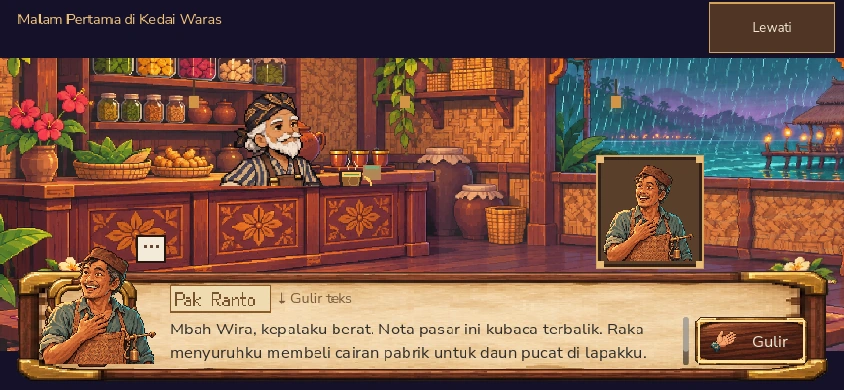 Malam Pertama di Kedai Waras
Lewati
...
Pak Ranto ↓ Gulir teks
Mbah Wira, kepalaku berat. Nota pasar ini kubaca terbalik. Raka
menyuruhku membeli cairan pabrik untuk daun pucat di lapakku.
Gulir